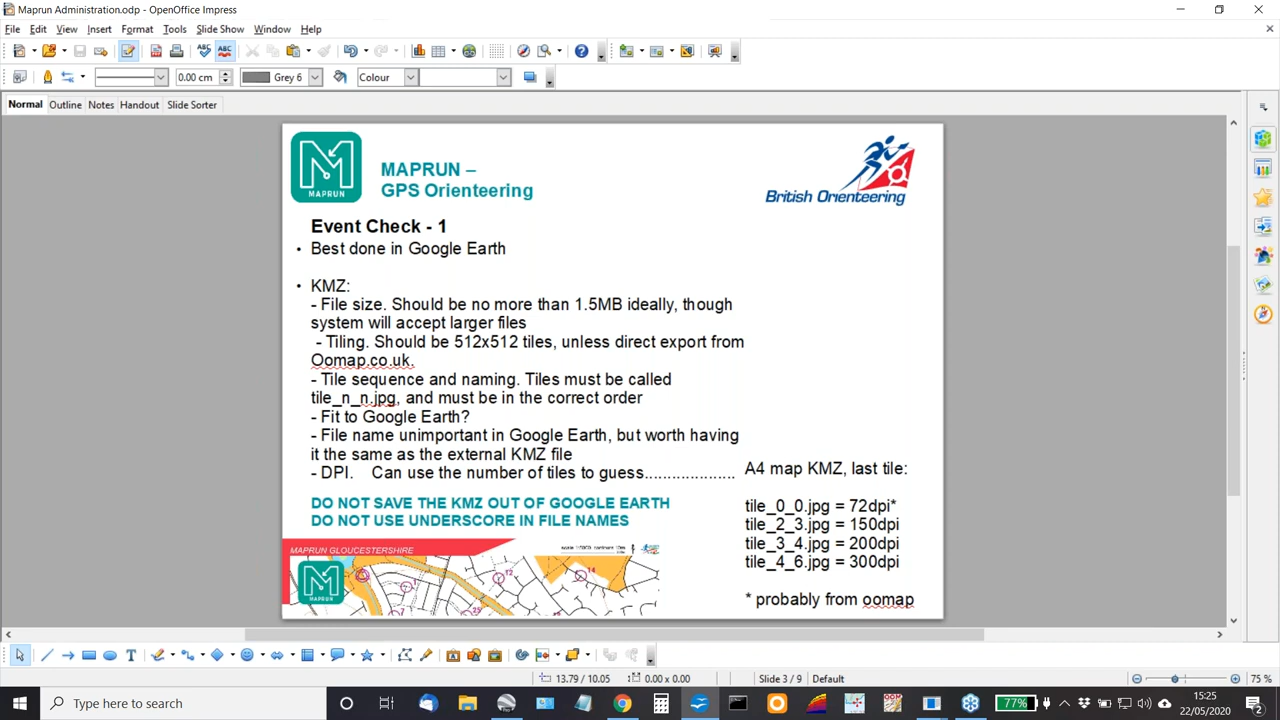 Maprun Administration.odp - OpenOffice Impress
File Edit View Insert Format Tools Slide Show Window Help
0.00 cm Grey 6 Colour
Normal Outline Notes Handout Slide Sorter
MAPRUN
MAPRUN –
GPS Orienteering
British Orienteering
Event Check - 1
• Best done in Google Earth
• KMZ:
- File size. Should be no more than 1.5MB ideally, though
system will accept larger files
- Tiling. Should be 512x512 tiles, unless direct export from
Oomap.co.uk.
- Tile sequence and naming. Tiles must be called
tile_n_n.jpg, and must be in the correct order
- Fit to Google Earth?
- File name unimportant in Google Earth, but worth having
it the same as the external KMZ file
- DPI. Can use the number of tiles to guess....................
DO NOT SAVE THE KMZ OUT OF GOOGLE EARTH
DO NOT USE UNDERSCORE IN FILE NAMES
A4 map KMZ, last tile:
tile_0_0.jpg = 72dpi*
tile_2_3.jpg = 150dpi
tile_3_4.jpg = 200dpi
tile_4_6.jpg = 300dpi
* probably from oomap
MAPRUN GLOUCESTERSHIRE
MAPRUN
1
12
14
7
25
13.79 / 10.05 0.00 x 0.00 Slide 3 / 9 Default 75 %
Type here to search
77%
15:25
22/05/2020
2